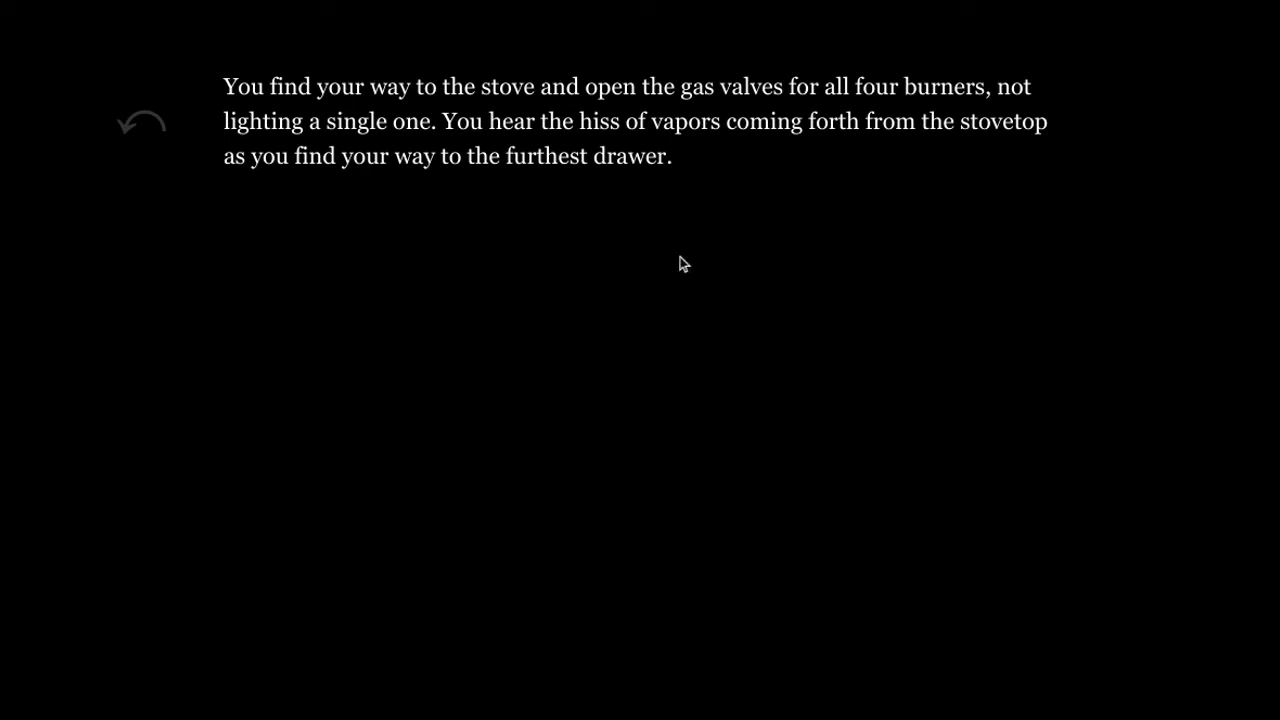 You find your way to the stove and open the gas valves for all four burners, not
lighting a single one. You hear the hiss of vapors coming forth from the stovetop
as you find your way to the furthest drawer.